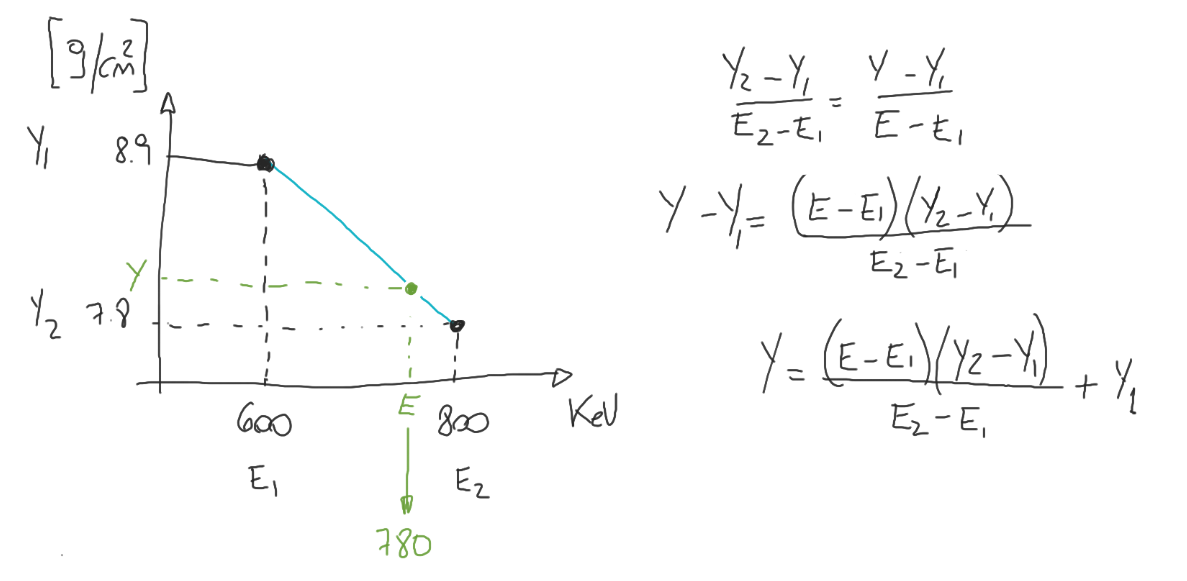 [g/cm²]
Y₁ 8.9
Y
Y₂ 7.8
600 E 800 KeV
E₁ E₂
780
(Y₂ – Y₁)/(E₂ – E₁) = (Y – Y₁)/(E – E₁)
Y – Y₁ = (E – E₁)(Y₂ – Y₁)/(E₂ – E₁)
Y = (E – E₁)(Y₂ – Y₁)/(E₂ – E₁) + Y₁